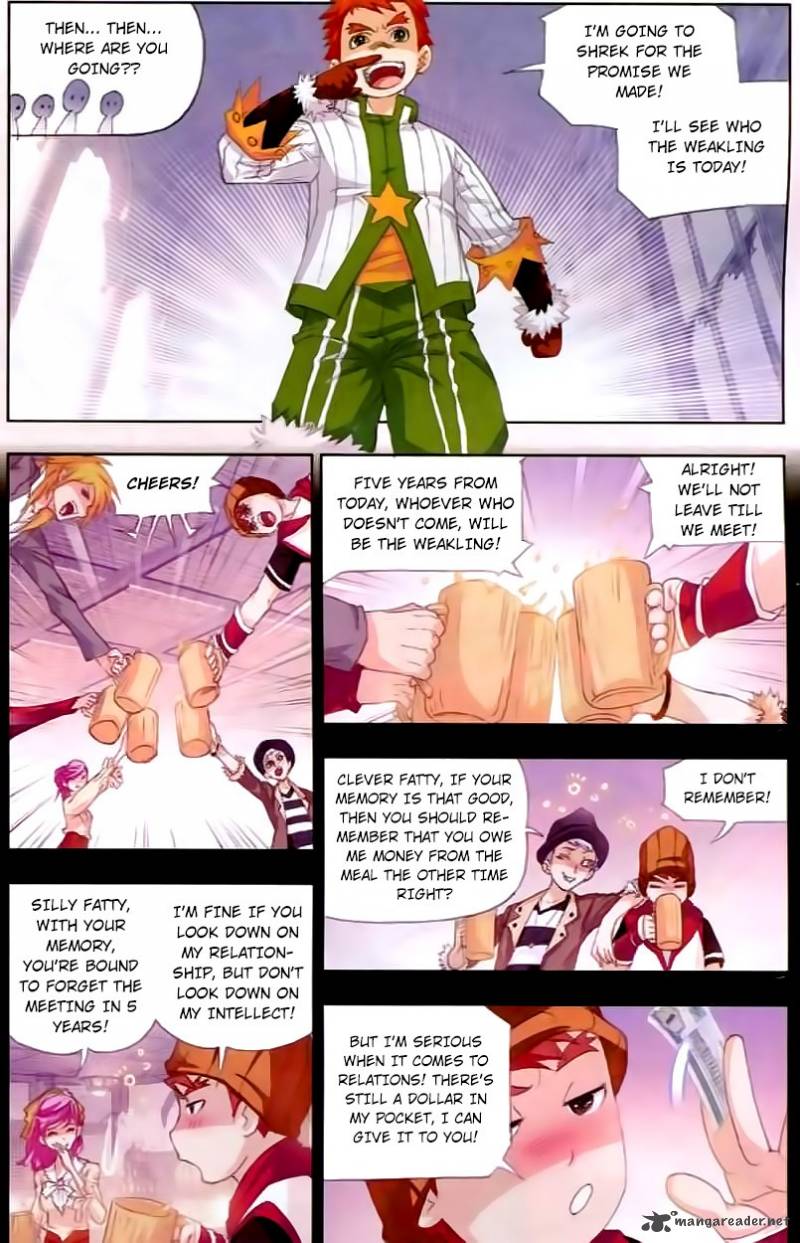 THEN... THEN...
WHERE ARE YOU
GOING??
I'M GOING TO
SHREK FOR THE
PROMISE WE
MADE!
I'LL SEE WHO
THE WEAKLING
IS TODAY!
CHEERS!
FIVE YEARS FROM
TODAY, WHOEVER WHO
DOESN'T COME, WILL
BE THE WEAKLING!
ALRIGHT!
WE'LL NOT
LEAVE TILL
WE MEET!
CLEVER FATTY, IF YOUR
MEMORY IS THAT GOOD,
THEN YOU SHOULD RE-
MEMBER THAT YOU OWE
ME MONEY FROM THE
MEAL THE OTHER TIME
RIGHT?
I DON'T
REMEMBER!
SILLY FATTY,
WITH YOUR
MEMORY,
YOU'RE BOUND
TO FORGET THE
MEETING IN 5
YEARS!
I'M FINE IF YOU
LOOK DOWN ON
MY RELATION-
SHIP, BUT DON'T
LOOK DOWN ON
MY INTELLECT!
BUT I'M SERIOUS
WHEN IT COMES TO
RELATIONS! THERE'S
STILL A DOLLAR IN
MY POCKET, I CAN
GIVE IT TO YOU!
mangareader.net